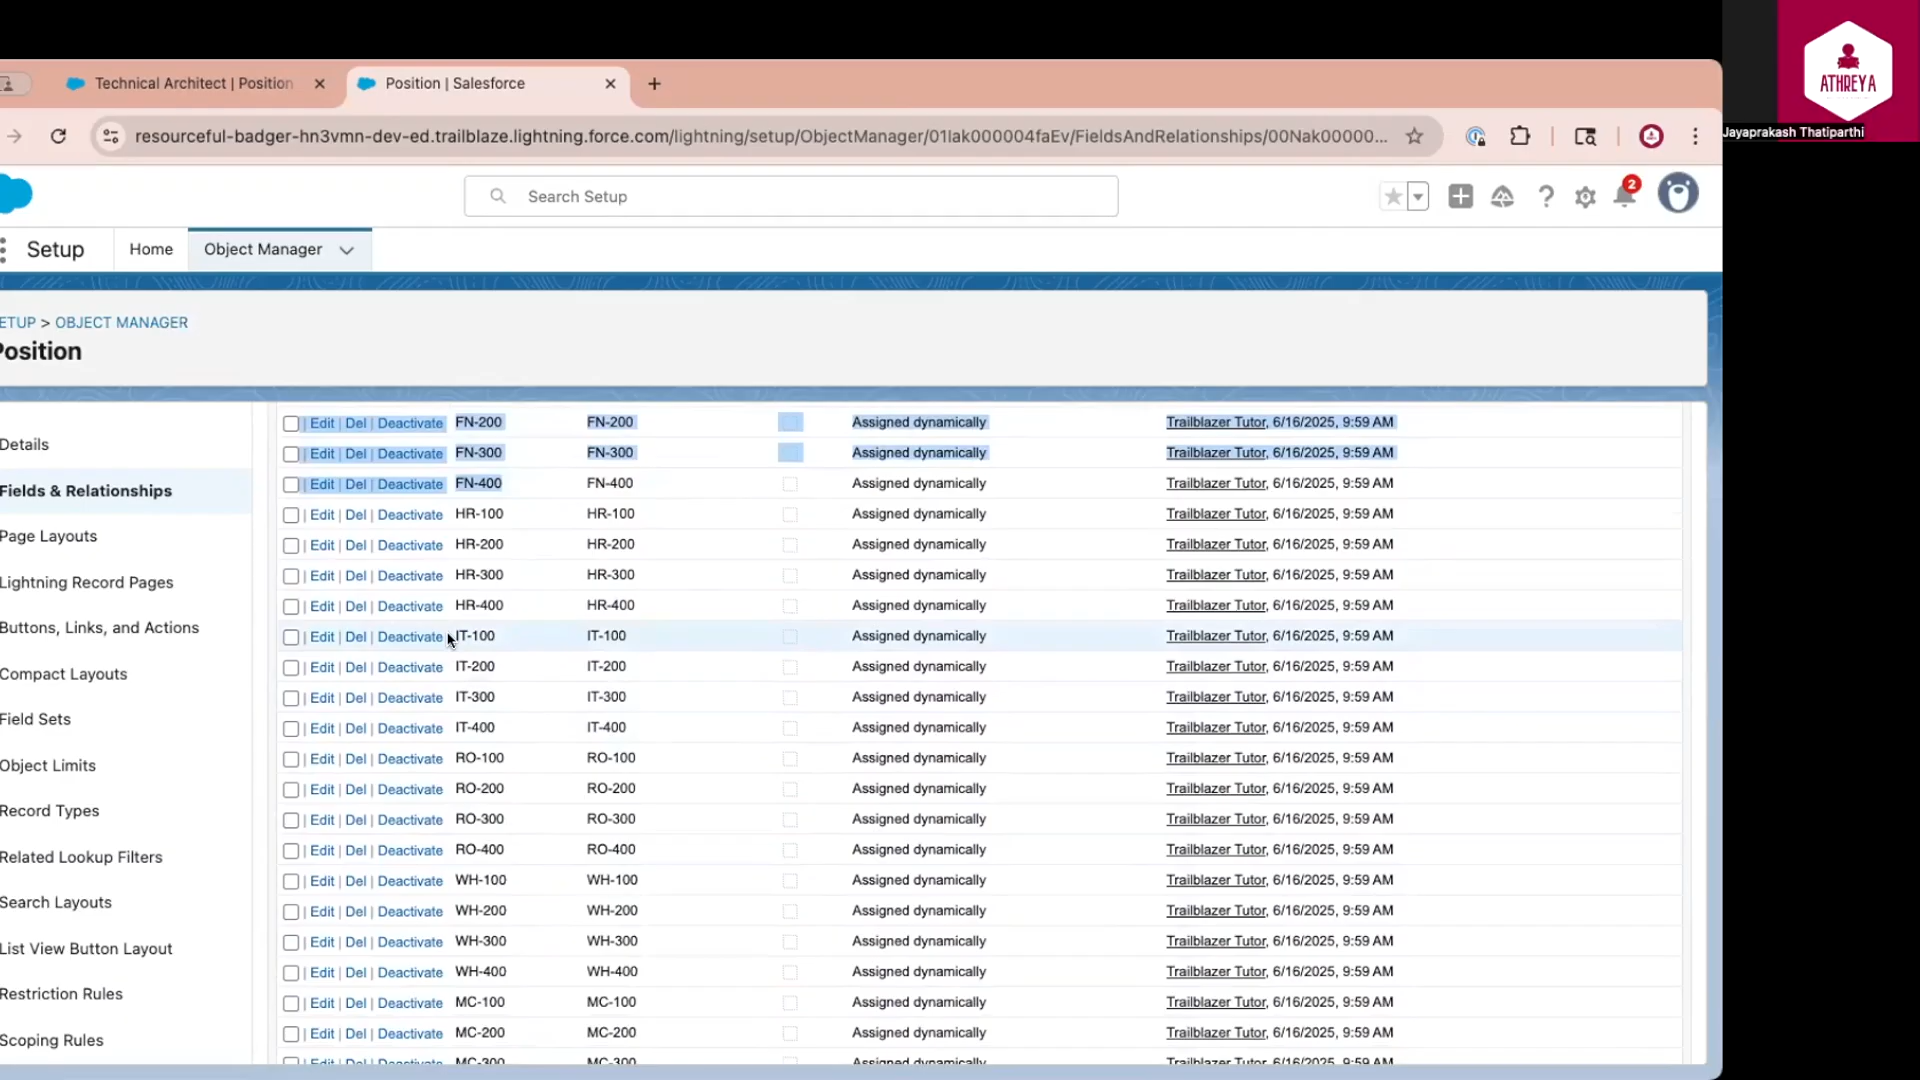 ATHREYA
Jayaprakash Thatiparthi
Technical Architect | Position
Position | Salesforce
resourceful-badger-hn3vmn-dev-ed.trailblaze.lightning.force.com/lightning/setup/ObjectManager/01Iak000004faEv/FieldsAndRelationships/00Nak00000...
Search Setup
2
Setup
Home
Object Manager
ETUP > OBJECT MANAGER
Position
Details
Fields & Relationships
Page Layouts
Lightning Record Pages
Buttons, Links, and Actions
Compact Layouts
Field Sets
Object Limits
Record Types
Related Lookup Filters
Search Layouts
List View Button Layout
Restriction Rules
Scoping Rules
| Edit | Del | Deactivate FN-200 FN-200 Assigned dynamically Trailblazer Tutor, 6/16/2025, 9:59 AM
| Edit | Del | Deactivate FN-300 FN-300 Assigned dynamically Trailblazer Tutor, 6/16/2025, 9:59 AM
| Edit | Del | Deactivate FN-400 FN-400 Assigned dynamically Trailblazer Tutor, 6/16/2025, 9:59 AM
| Edit | Del | Deactivate HR-100 HR-100 Assigned dynamically Trailblazer Tutor, 6/16/2025, 9:59 AM
| Edit | Del | Deactivate HR-200 HR-200 Assigned dynamically Trailblazer Tutor, 6/16/2025, 9:59 AM
| Edit | Del | Deactivate HR-300 HR-300 Assigned dynamically Trailblazer Tutor, 6/16/2025, 9:59 AM
| Edit | Del | Deactivate HR-400 HR-400 Assigned dynamically Trailblazer Tutor, 6/16/2025, 9:59 AM
| Edit | Del | Deactivate IT-100 IT-100 Assigned dynamically Trailblazer Tutor, 6/16/2025, 9:59 AM
| Edit | Del | Deactivate IT-200 IT-200 Assigned dynamically Trailblazer Tutor, 6/16/2025, 9:59 AM
| Edit | Del | Deactivate IT-300 IT-300 Assigned dynamically Trailblazer Tutor, 6/16/2025, 9:59 AM
| Edit | Del | Deactivate IT-400 IT-400 Assigned dynamically Trailblazer Tutor, 6/16/2025, 9:59 AM
| Edit | Del | Deactivate RO-100 RO-100 Assigned dynamically Trailblazer Tutor, 6/16/2025, 9:59 AM
| Edit | Del | Deactivate RO-200 RO-200 Assigned dynamically Trailblazer Tutor, 6/16/2025, 9:59 AM
| Edit | Del | Deactivate RO-300 RO-300 Assigned dynamically Trailblazer Tutor, 6/16/2025, 9:59 AM
| Edit | Del | Deactivate RO-400 RO-400 Assigned dynamically Trailblazer Tutor, 6/16/2025, 9:59 AM
| Edit | Del | Deactivate WH-100 WH-100 Assigned dynamically Trailblazer Tutor, 6/16/2025, 9:59 AM
| Edit | Del | Deactivate WH-200 WH-200 Assigned dynamically Trailblazer Tutor, 6/16/2025, 9:59 AM
| Edit | Del | Deactivate WH-300 WH-300 Assigned dynamically Trailblazer Tutor, 6/16/2025, 9:59 AM
| Edit | Del | Deactivate WH-400 WH-400 Assigned dynamically Trailblazer Tutor, 6/16/2025, 9:59 AM
| Edit | Del | Deactivate MC-100 MC-100 Assigned dynamically Trailblazer Tutor, 6/16/2025, 9:59 AM
| Edit | Del | Deactivate MC-200 MC-200 Assigned dynamically Trailblazer Tutor, 6/16/2025, 9:59 AM
| Edit | Del | Deactivate MC-300 MC-300 Assigned dynamically Trailblazer Tutor, 6/16/2025, 9:59 AM